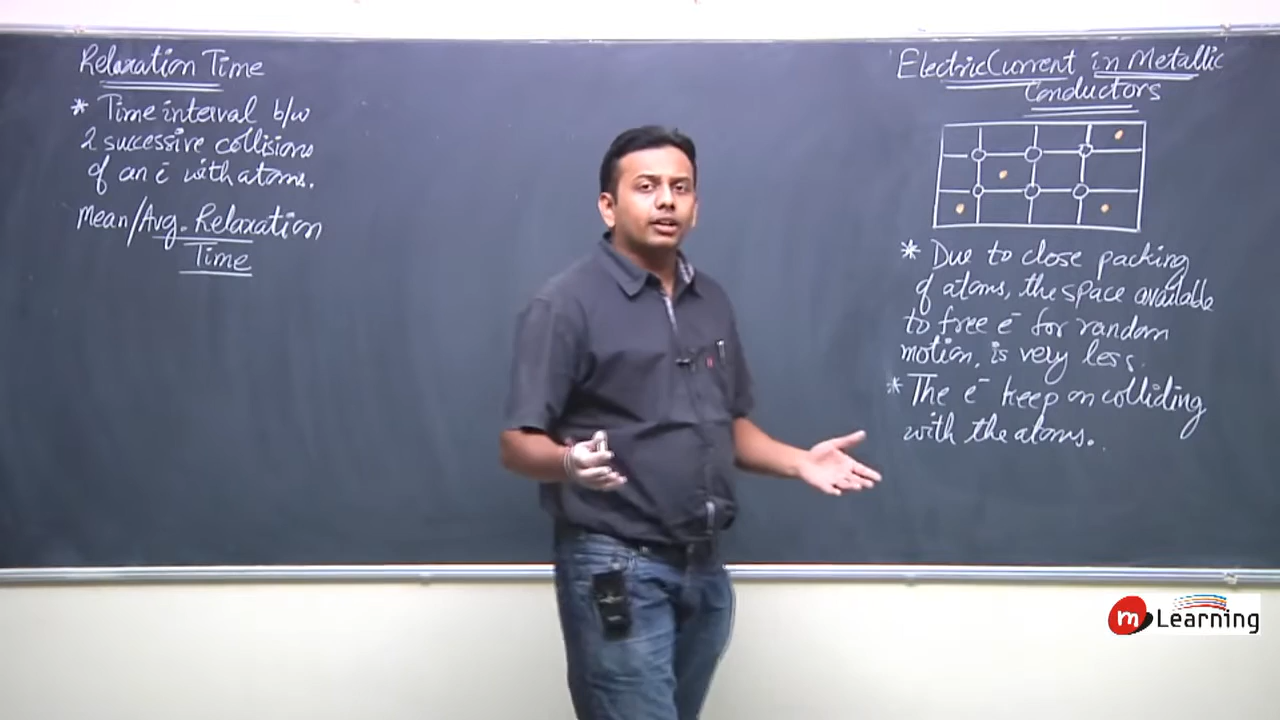 Relaxation Time
* Time interval b/w
2 successive collisions
of an e⁻ with atoms.
Mean/Avg. Relaxation
Time
Electric Current in Metallic
Conductors
* Due to close packing
of atoms, the space available
to free e⁻ for random
motion, is very less.
* The e⁻ keep on colliding
with the atoms.
m Learning